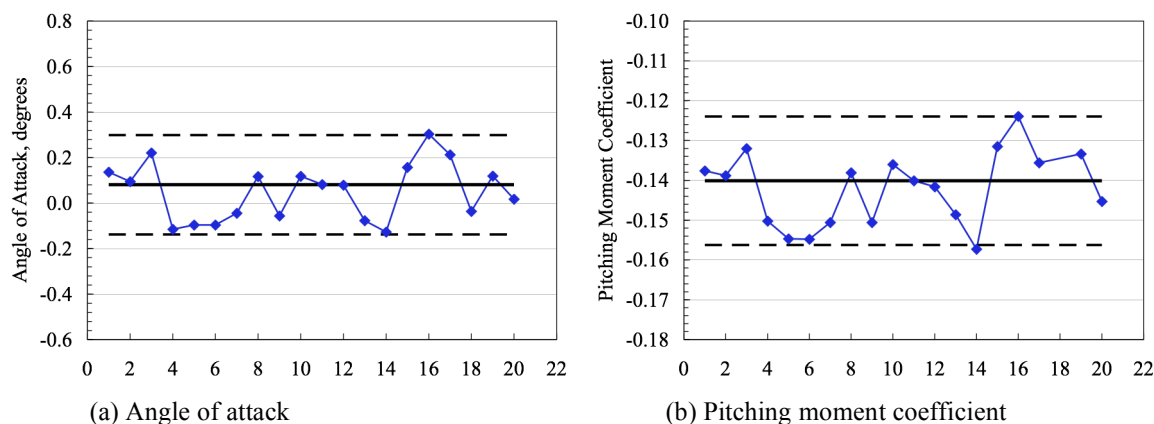 0.8
0.6
0.4
0.2
0.0
-0.2
-0.4
-0.6
Angle of Attack, degrees
0 2 4 6 8 10 12 14 16 18 20 22
(a) Angle of attack
-0.10
-0.11
-0.12
-0.13
-0.14
-0.15
-0.16
-0.17
-0.18
Pitching Moment Coefficient
0 2 4 6 8 10 12 14 16 18 20 22
(b) Pitching moment coefficient